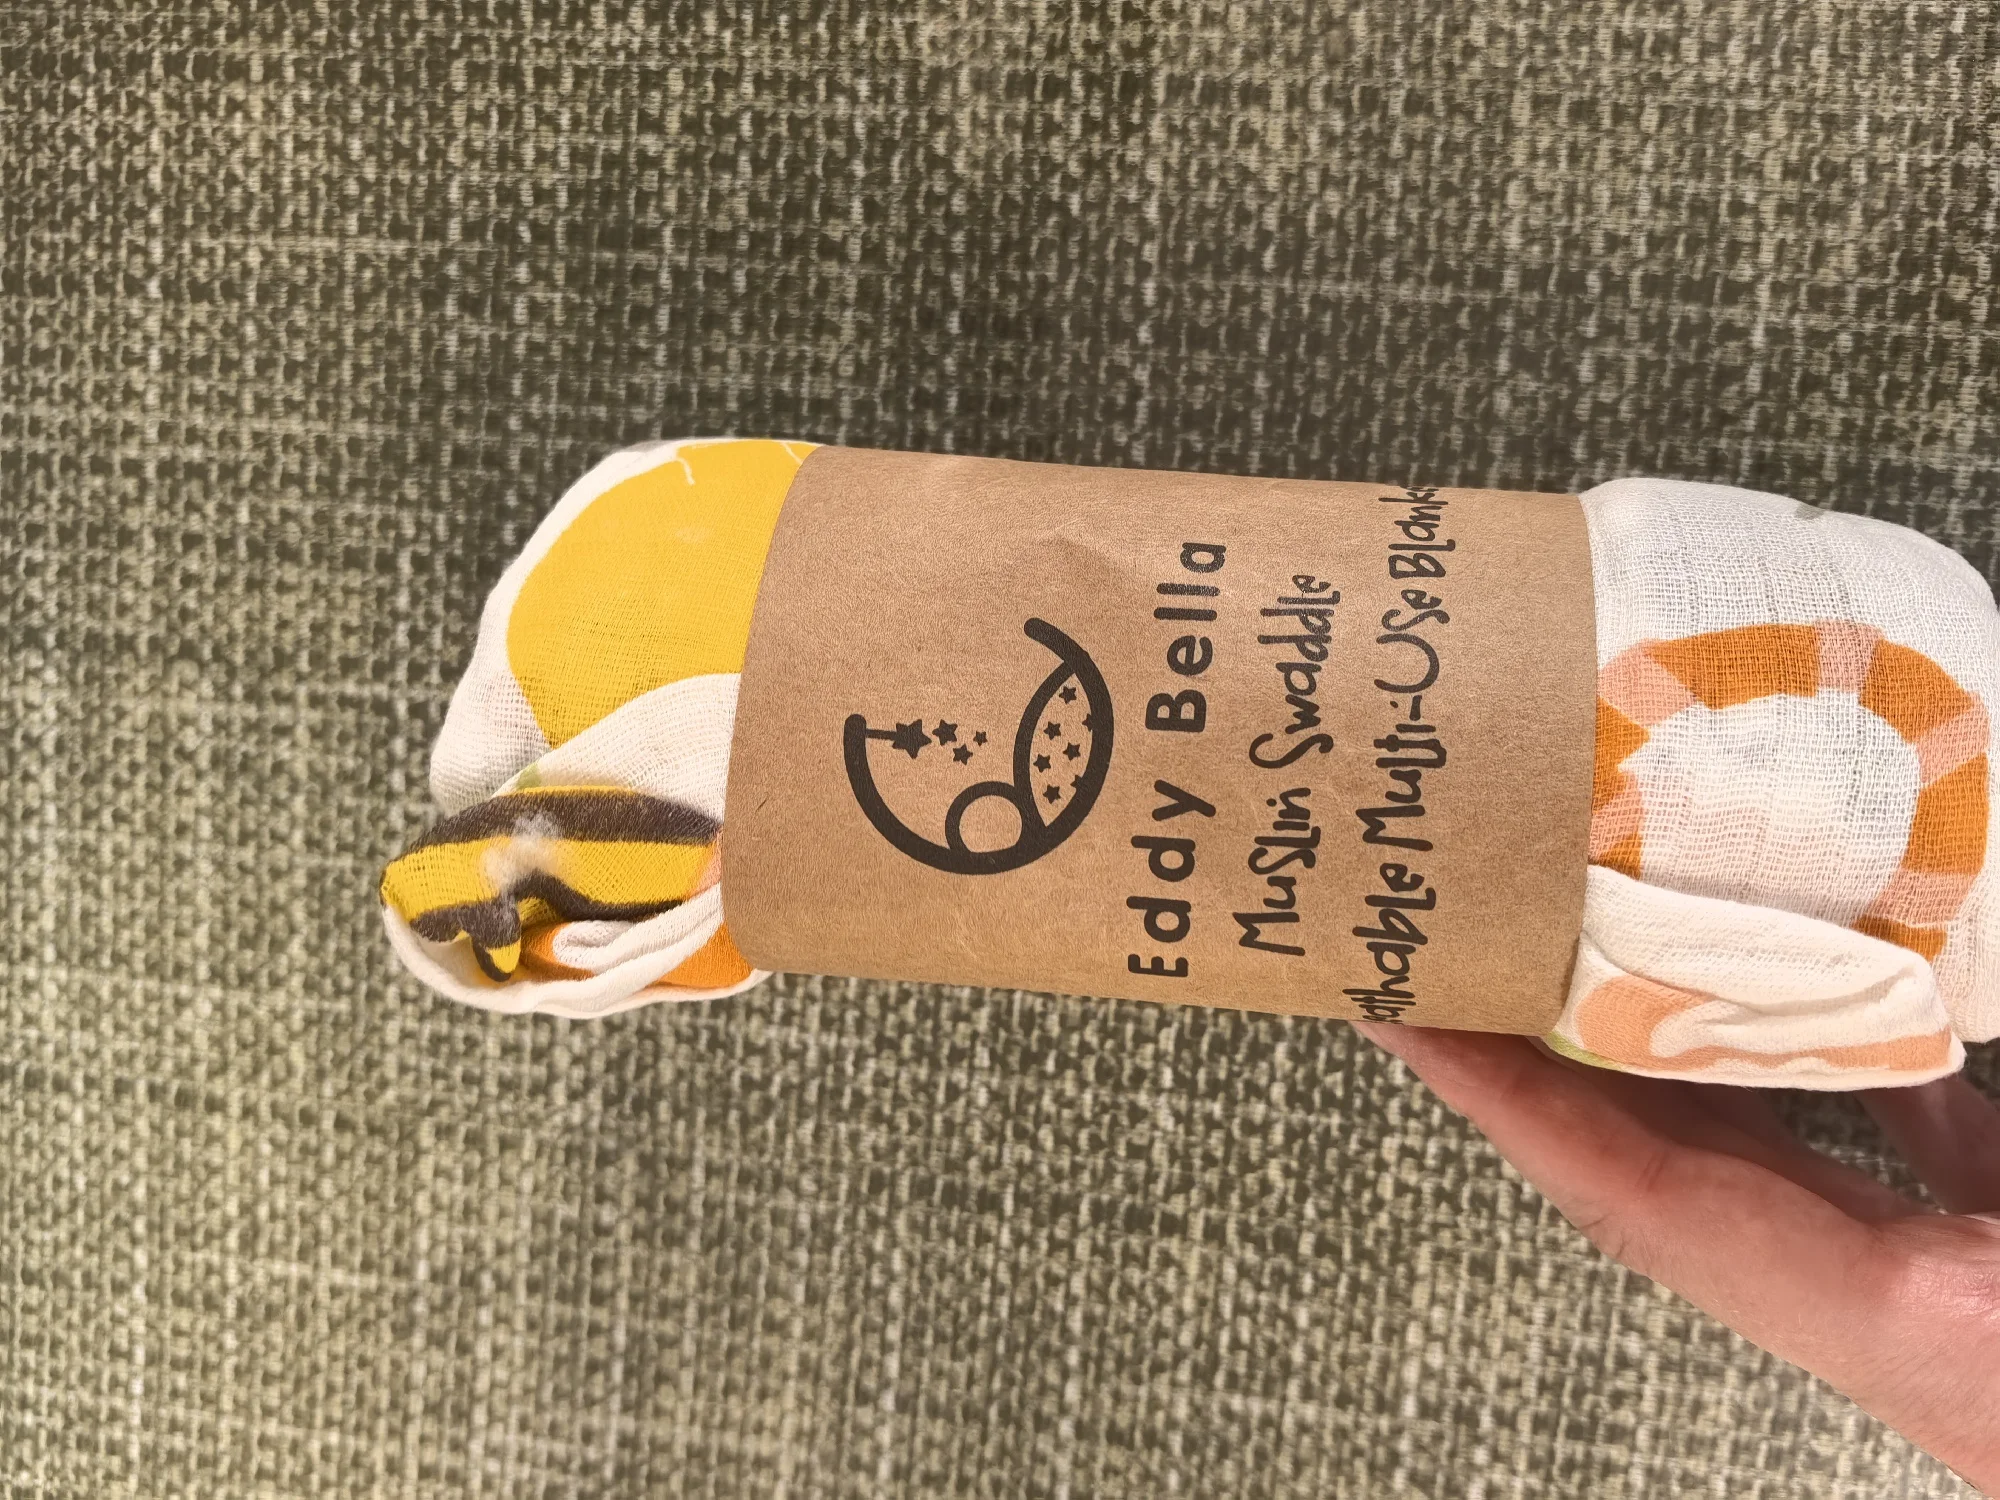 Eddy Bella
Muslin Swaddle
Multi-Use